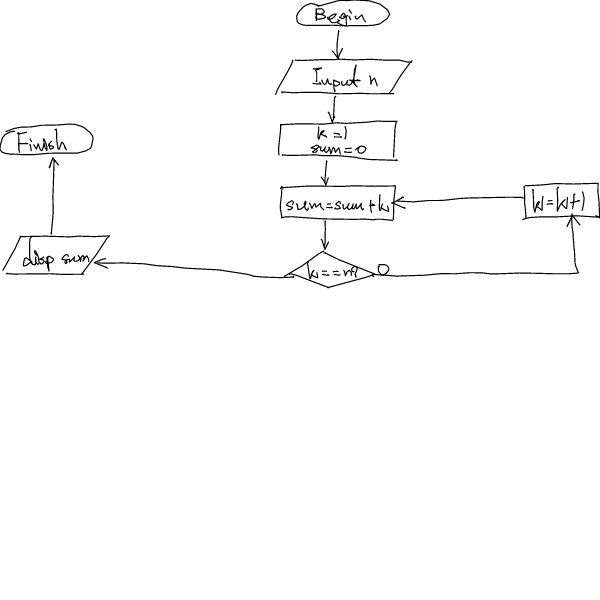 Begin
Input n
k=1
sum=0
Finish
sum=sum+k
k=k+1
disp sum
k==n?
0